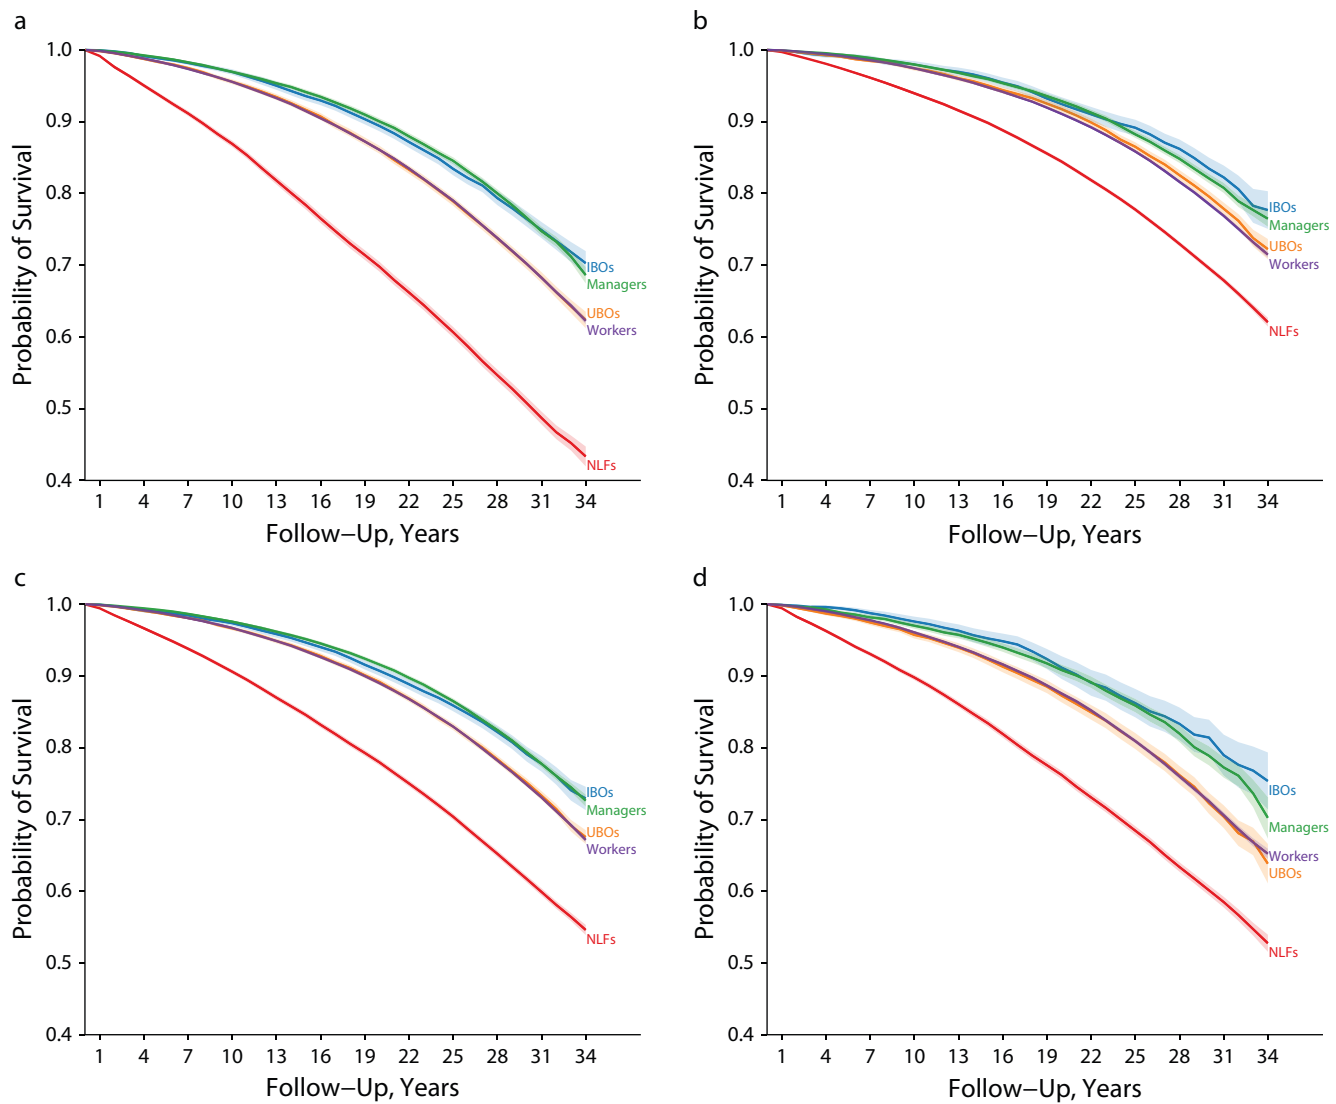 a
1.0
0.9
0.8
0.7
0.6
0.5
0.4
Probability of Survival
IBOs
Managers
UBOs
Workers
NLFs
1 4 7 10 13 16 19 22 25 28 31 34
Follow–Up, Years
b
1.0
0.9
0.8
0.7
0.6
0.5
0.4
Probability of Survival
IBOs
Managers
UBOs
Workers
NLFs
1 4 7 10 13 16 19 22 25 28 31 34
Follow–Up, Years
c
1.0
0.9
0.8
0.7
0.6
0.5
0.4
Probability of Survival
IBOs
Managers
UBOs
Workers
NLFs
1 4 7 10 13 16 19 22 25 28 31 34
Follow–Up, Years
d
1.0
0.9
0.8
0.7
0.6
0.5
0.4
Probability of Survival
IBOs
Managers
Workers
UBOs
NLFs
1 4 7 10 13 16 19 22 25 28 31 34
Follow–Up, Years